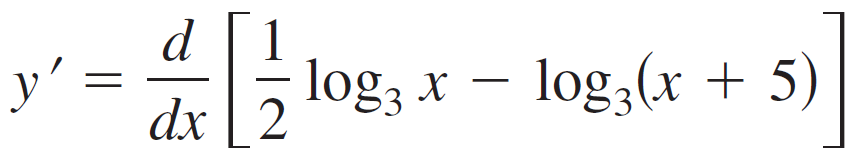 y′ = d/dx [1/2 log₃ x − log₃(x + 5)]